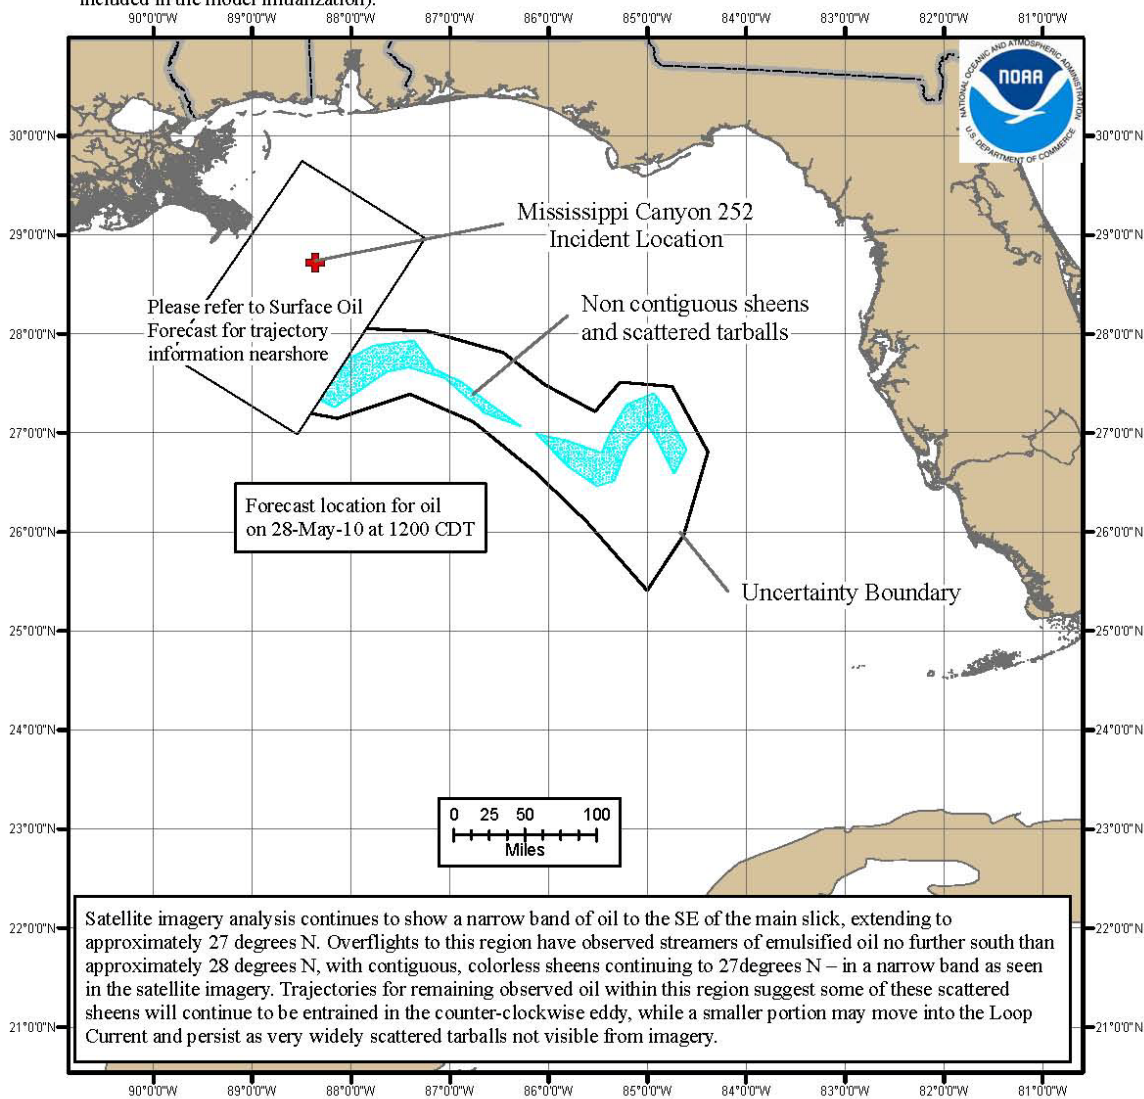 included in the model initialization).
90°0'0"W 89°0'0"W 88°0'0"W 87°0'0"W 86°0'0"W 85°0'0"W 84°0'0"W 83°0'0"W 82°0'0"W 81°0'0"W
NATIONAL OCEANIC AND ATMOSPHERIC ADMINISTRATION
NOAA
U.S. DEPARTMENT OF COMMERCE
30°0'0"N 30°0'0"N
Mississippi Canyon 252
Incident Location
29°0'0"N 29°0'0"N
Non contiguous sheens
and scattered tarballs
Please refer to Surface Oil
Forecast for trajectory
information nearshore
28°0'0"N 28°0'0"N
27°0'0"N 27°0'0"N
Forecast location for oil
on 28-May-10 at 1200 CDT
26°0'0"N 26°0'0"N
Uncertainty Boundary
25°0'0"N 25°0'0"N
24°0'0"N 24°0'0"N
0 25 50 100
Miles
23°0'0"N 23°0'0"N
22°0'0"N 22°0'0"N
21°0'0"N 21°0'0"N
Satellite imagery analysis continues to show a narrow band of oil to the SE of the main slick, extending to
approximately 27 degrees N. Overflights to this region have observed streamers of emulsified oil no further south than
approximately 28 degrees N, with contiguous, colorless sheens continuing to 27degrees N – in a narrow band as seen
in the satellite imagery. Trajectories for remaining observed oil within this region suggest some of these scattered
sheens will continue to be entrained in the counter-clockwise eddy, while a smaller portion may move into the Loop
Current and persist as very widely scattered tarballs not visible from imagery.
90°0'0"W 89°0'0"W 88°0'0"W 87°0'0"W 86°0'0"W 85°0'0"W 84°0'0"W 83°0'0"W 82°0'0"W 81°0'0"W